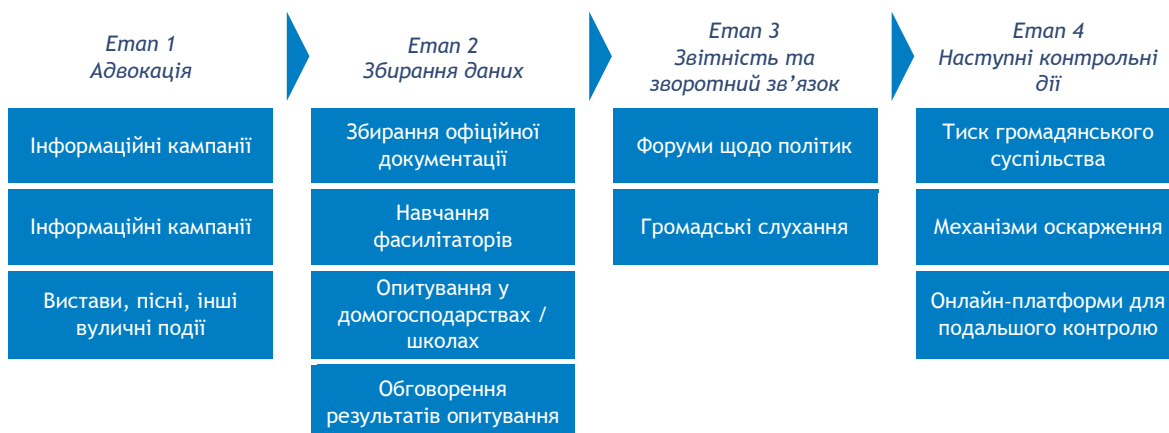 Етап 1
Адвокація
Інформаційні кампанії
Інформаційні кампанії
Вистави, пісні, інші
вуличні події
Етап 2
Збирання даних
Збирання офіційної
документації
Навчання
фасилітаторів
Опитування у
домогосподарствах /
школах
Обговорення
результатів опитування
Етап 3
Звітність та
зворотний зв’язок
Форуми щодо політик
Громадські слухання
Етап 4
Наступні контрольні
дії
Тиск громадянського
суспільства
Механізми оскарження
Онлайн-платформи для
подальшого контролю